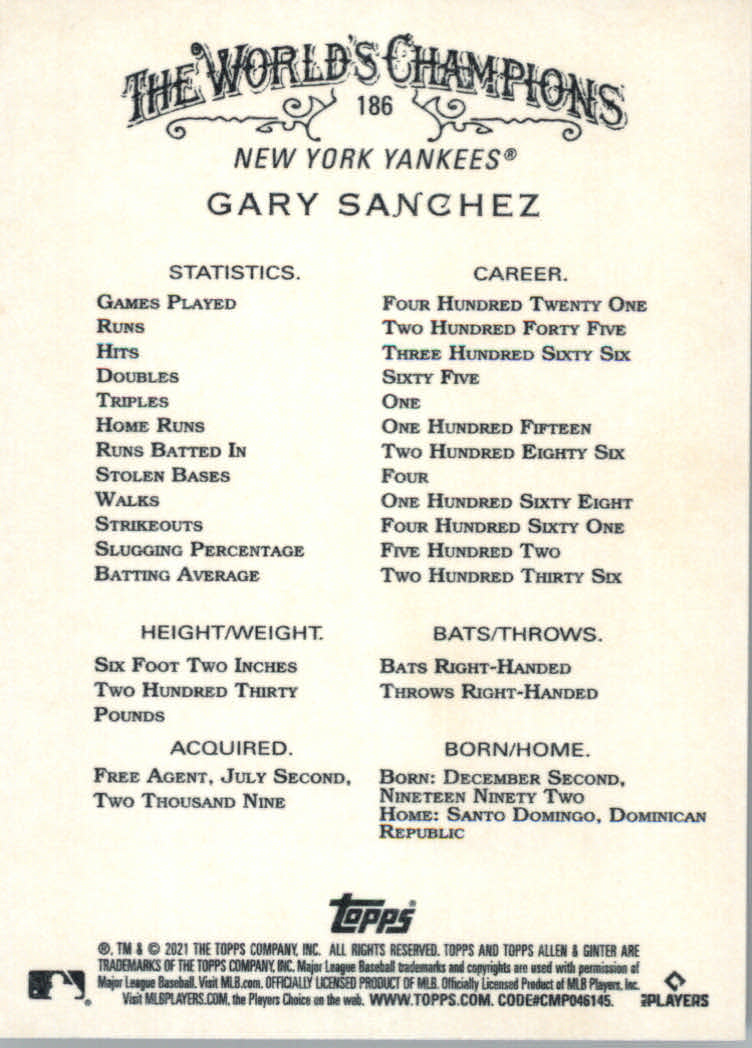 THE WORLD'S CHAMPIONS
186
NEW YORK YANKEES®
GARY SANCHEZ
STATISTICS.
GAMES PLAYED
RUNS
HITS
DOUBLES
TRIPLES
HOME RUNS
RUNS BATTED IN
STOLEN BASES
WALKS
STRIKEOUTS
SLUGGING PERCENTAGE
BATTING AVERAGE
CAREER.
FOUR HUNDRED TWENTY ONE
TWO HUNDRED FORTY FIVE
THREE HUNDRED SIXTY SIX
SIXTY FIVE
ONE
ONE HUNDRED FIFTEEN
TWO HUNDRED EIGHTY SIX
FOUR
ONE HUNDRED SIXTY EIGHT
FOUR HUNDRED SIXTY ONE
FIVE HUNDRED TWO
TWO HUNDRED THIRTY SIX
HEIGHT/WEIGHT.
SIX FOOT TWO INCHES
TWO HUNDRED THIRTY
POUNDS
BATS/THROWS.
BATS RIGHT-HANDED
THROWS RIGHT-HANDED
ACQUIRED.
FREE AGENT, JULY SECOND,
TWO THOUSAND NINE
BORN/HOME.
BORN: DECEMBER SECOND,
NINETEEN NINETY TWO
HOME: SANTO DOMINGO, DOMINICAN
REPUBLIC
topps®
®, TM & © 2021 THE TOPPS COMPANY, INC. ALL RIGHTS RESERVED. TOPPS AND TOPPS ALLEN & GINTER ARE
TRADEMARKS OF THE TOPPS COMPANY, INC. Major League Baseball trademarks and copyrights are used with permission of
Major League Baseball. Visit MLB.com. OFFICIALLY LICENSED PRODUCT OF MLB. Officially Licensed Product of MLB Players, Inc.
Visit MLBPLAYERS.COM, the Players Choice on the web. WWW.TOPPS.COM. CODE#CMP046145.
PLAYERS